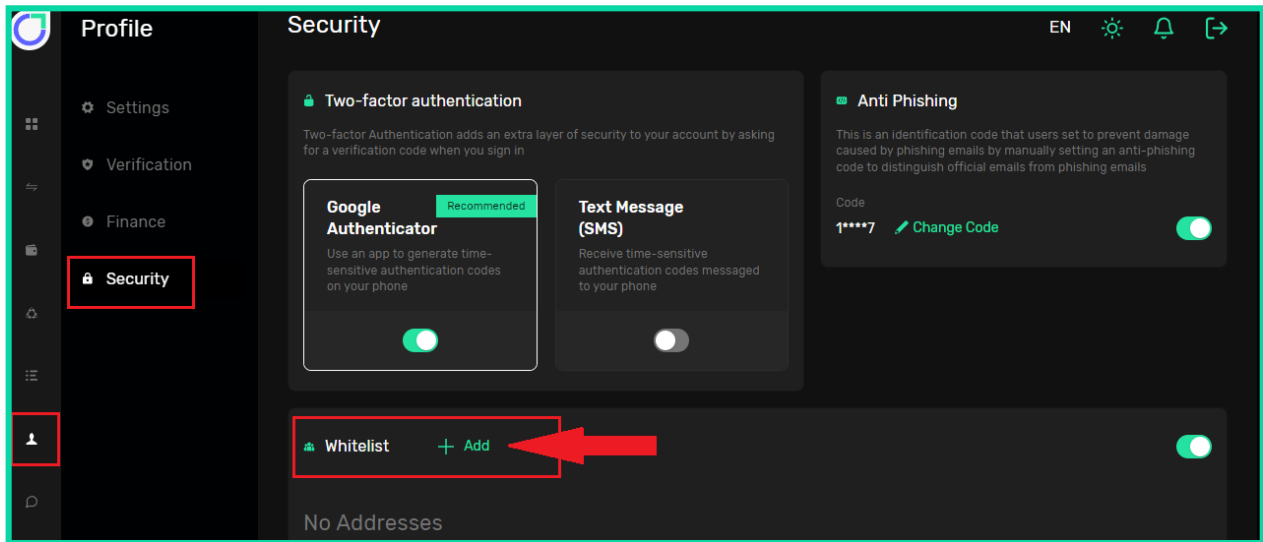 Profile
Security
EN
Settings
Verification
Finance
Security
Two-factor authentication
Two-factor Authentication adds an extra layer of security to your account by asking
for a verification code when you sign in
Google
Authenticator
Recommended
Use an app to generate time-
sensitive authentication codes
on your phone
Text Message
(SMS)
Receive time-sensitive
authentication codes messaged
to your phone
Anti Phishing
This is an identification code that users set to prevent damage
caused by phishing emails by manually setting an anti-phishing
code to distinguish official emails from phishing emails
Code
1****7 Change Code
Whitelist + Add
No Addresses